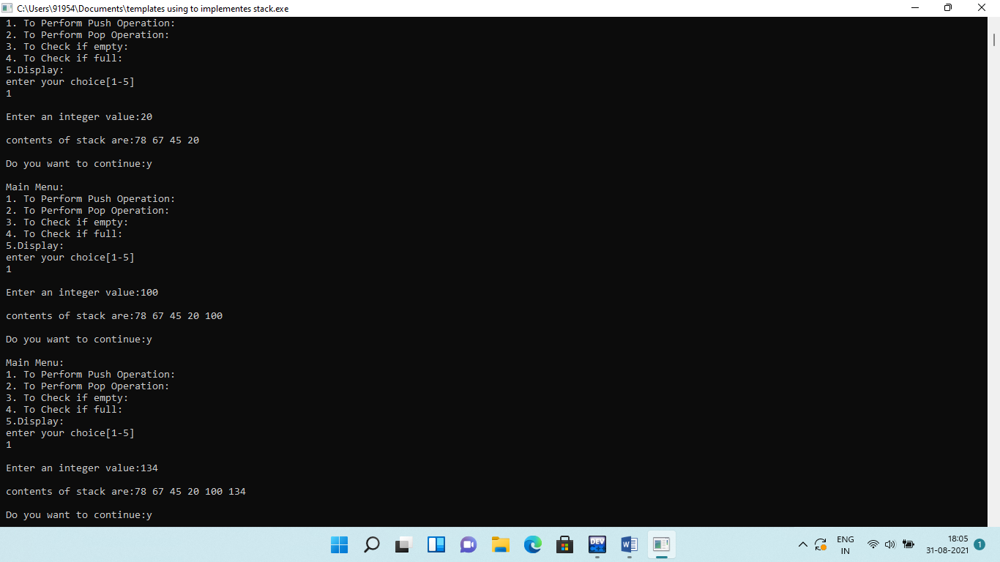 C:\Users\91954\Documents\templates using to implementes stack.exe
1. To Perform Push Operation:
2. To Perform Pop Operation:
3. To Check if empty:
4. To Check if full:
5.Display:
enter your choice[1-5]
1
Enter an integer value:20
contents of stack are:78 67 45 20
Do you want to continue:y
Main Menu:
1. To Perform Push Operation:
2. To Perform Pop Operation:
3. To Check if empty:
4. To Check if full:
5.Display:
enter your choice[1-5]
1
Enter an integer value:100
contents of stack are:78 67 45 20 100
Do you want to continue:y
Main Menu:
1. To Perform Push Operation:
2. To Perform Pop Operation:
3. To Check if empty:
4. To Check if full:
5.Display:
enter your choice[1-5]
1
Enter an integer value:134
contents of stack are:78 67 45 20 100 134
Do you want to continue:y
DEV
W
ENG
IN
18:05
31-08-2021
1